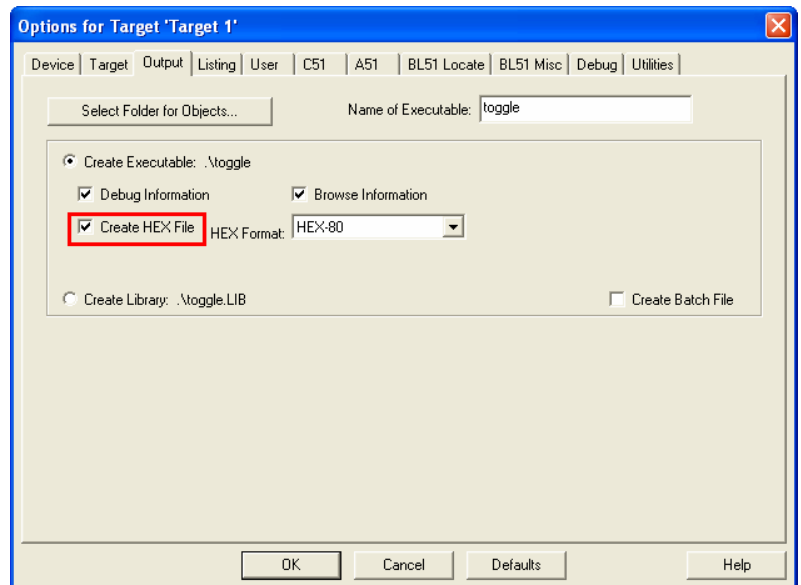 Options for Target 'Target 1'
Device Target Output Listing User C51 A51 BL51 Locate BL51 Misc Debug Utilities
Select Folder for Objects... Name of Executable: toggle
Create Executable: .\toggle
Debug Information Browse Information
Create HEX File HEX Format: HEX-80
Create Library: .\toggle.LIB Create Batch File
OK Cancel Defaults Help